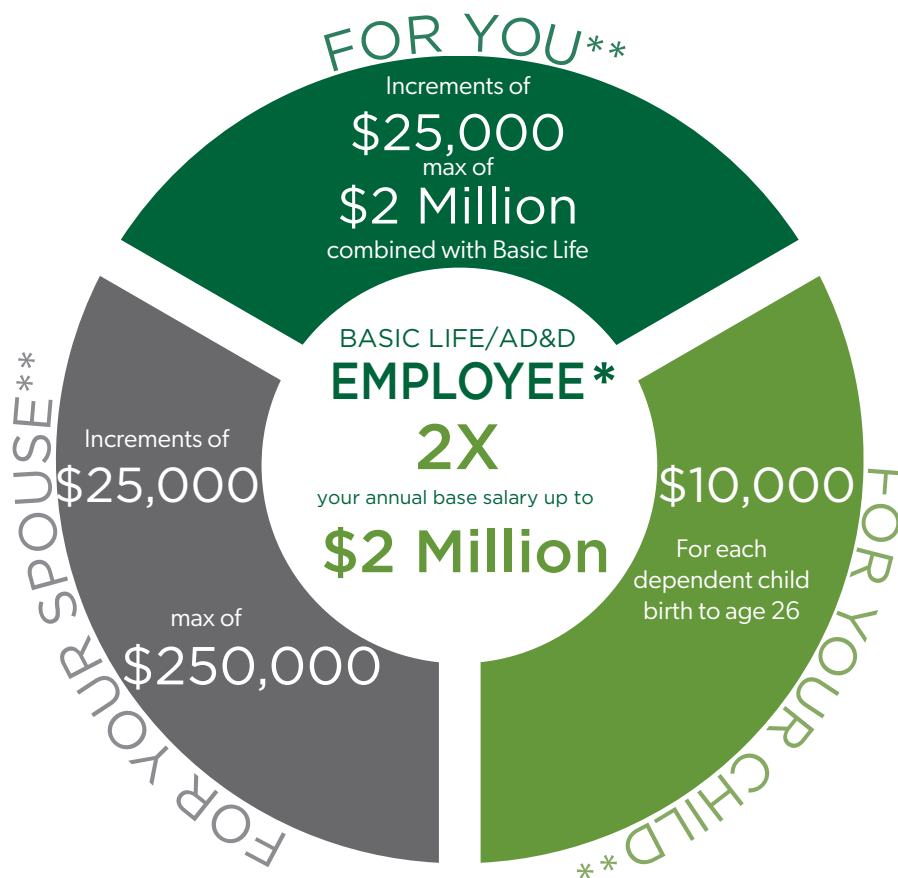 FOR YOU**
Increments of
$25,000
max of
$2 Million
combined with Basic Life
BASIC LIFE/AD&D
EMPLOYEE*
2X
your annual base salary up to
$2 Million
FOR YOUR SPOUSE**
Increments of
$25,000
max of
$250,000
FOR YOUR CHILD**
$10,000
For each
dependent child
birth to age 26